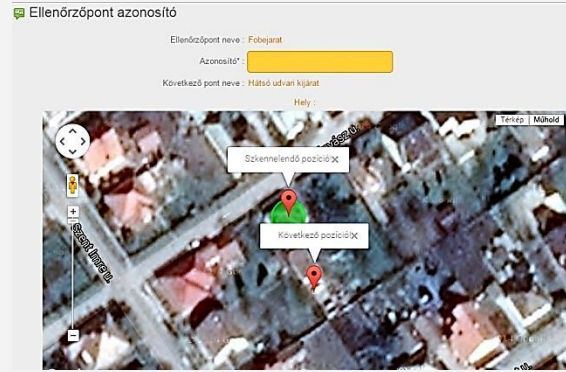 Ellenőrzőpont azonosító
Ellenőrzőpont neve : Fobejarat
Azonosító* :
Következő pont neve : Hátsó udvari kijárat
Hely :
Térkép | Műhold
Szkennelendő pozíció! x
Következő pozíció! x
Szent Imre u.